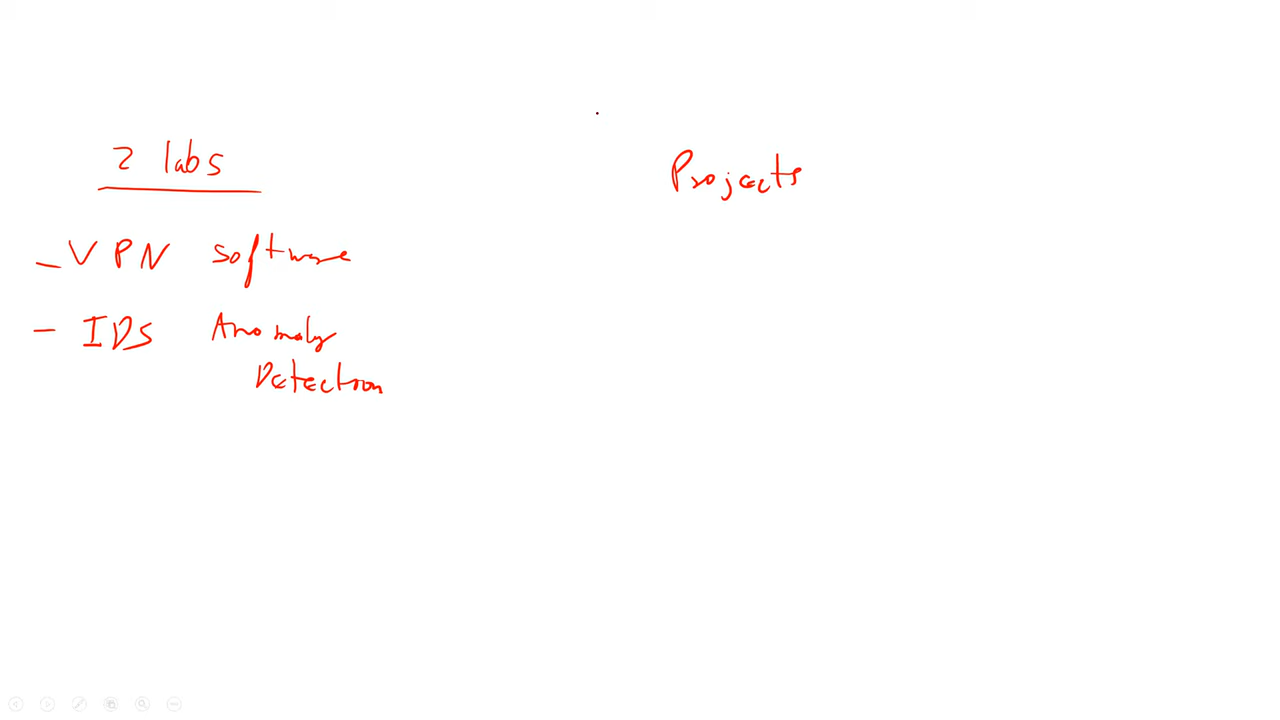 2 labs
- VPN software
- IDS Anomaly
Detection
Projects